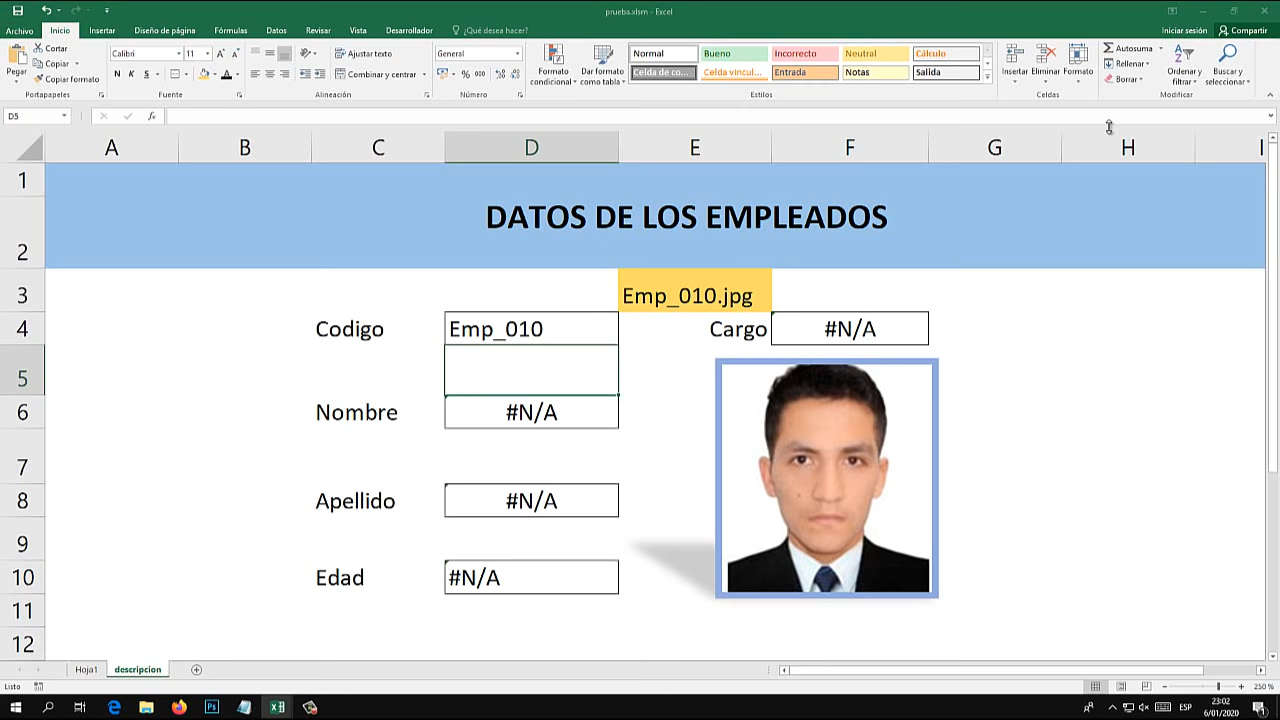 prueba.xlsm - Excel
Archivo Inicio Insertar Diseño de página Fórmulas Datos Revisar Vista Desarrollador ¿Qué desea hacer? Iniciar sesión Compartir
Pegar
Cortar
Copiar
Copiar formato
Portapapeles
Calibri 11
N K S
Fuente
Ajustar texto
Combinar y centrar
Alineación
General
% 000
Número
Formato condicional
Dar formato como tabla
Normal Bueno Incorrecto Neutral Cálculo
Celda de co... Celda vincul... Entrada Notas Salida
Estilos
Insertar Eliminar Formato
Celdas
Autosuma
Rellenar
Borrar
Ordenar y filtrar
Buscar y seleccionar
Modificar
D5 fx
A B C D E F G H I
1
DATOS DE LOS EMPLEADOS
2
3 Emp_010.jpg
4 Codigo Emp_010 Cargo #N/A
5
6 Nombre #N/A
7
8 Apellido #N/A
9
10 Edad #N/A
11
12
Hoja1 descripcion
Listo 250 %
Ps ESP 23:02
6/01/2020